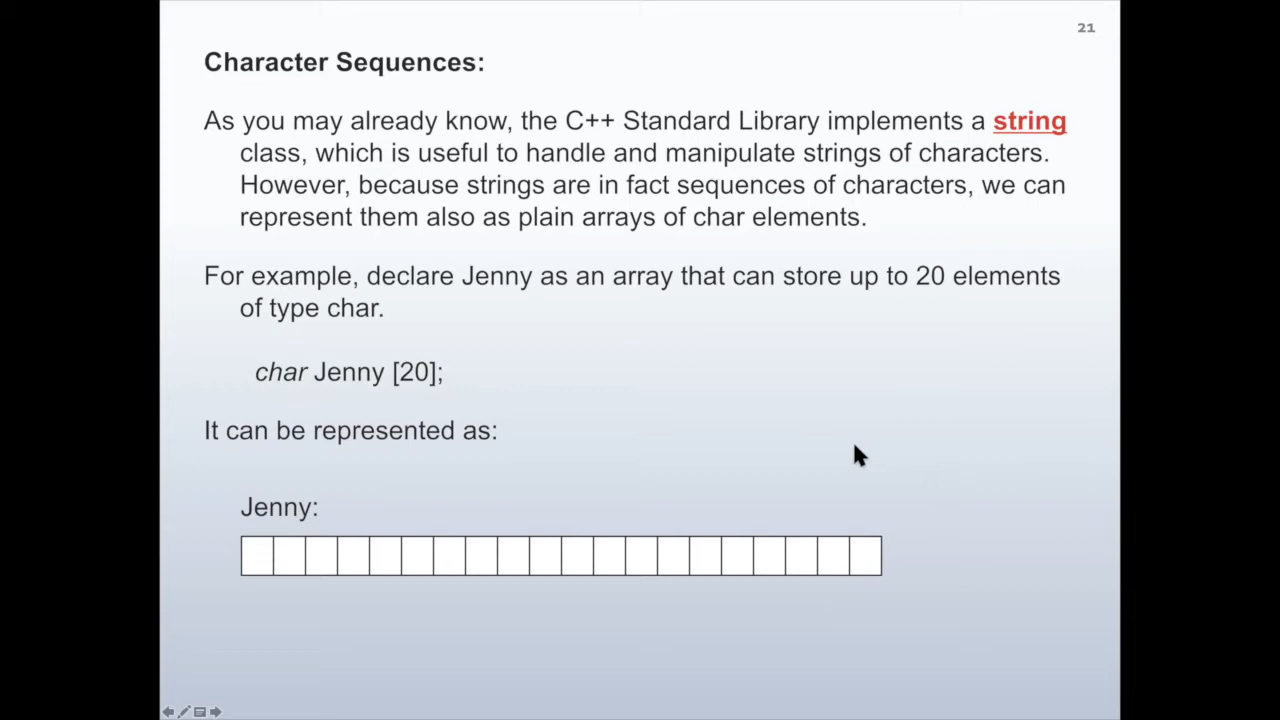 21
Character Sequences:
As you may already know, the C++ Standard Library implements a string
class, which is useful to handle and manipulate strings of characters.
However, because strings are in fact sequences of characters, we can
represent them also as plain arrays of char elements.
For example, declare Jenny as an array that can store up to 20 elements
of type char.
char Jenny [20];
It can be represented as:
Jenny: